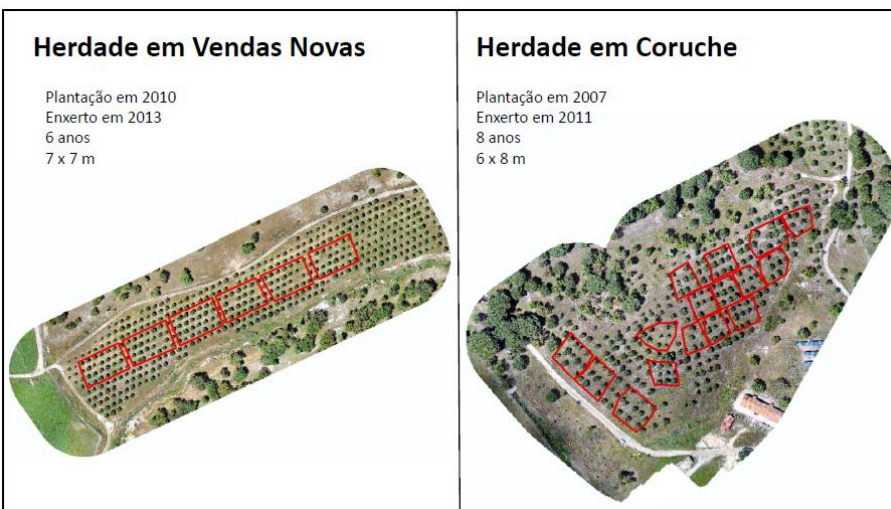 Herdade em Vendas Novas
Plantação em 2010
Enxerto em 2013
6 anos
7 x 7 m
Herdade em Coruche
Plantação em 2007
Enxerto em 2011
8 anos
6 x 8 m